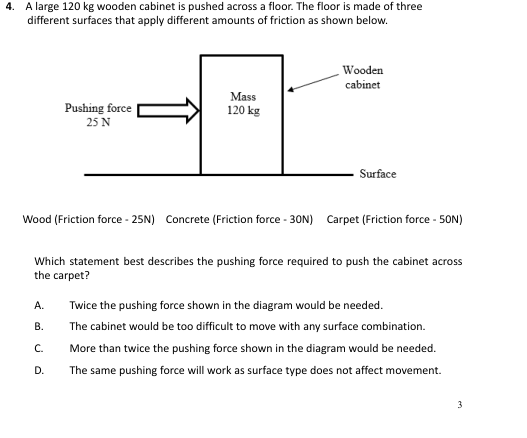 4. A large 120 kg wooden cabinet is pushed across a floor. The floor is made of three
different surfaces that apply different amounts of friction as shown below.
Wooden
cabinet
Mass
120 kg
Pushing force
25 N
Surface
Wood (Friction force - 25N) Concrete (Friction force - 30N) Carpet (Friction force - 50N)
Which statement best describes the pushing force required to push the cabinet across
the carpet?
A. Twice the pushing force shown in the diagram would be needed.
B. The cabinet would be too difficult to move with any surface combination.
C. More than twice the pushing force shown in the diagram would be needed.
D. The same pushing force will work as surface type does not affect movement.
3